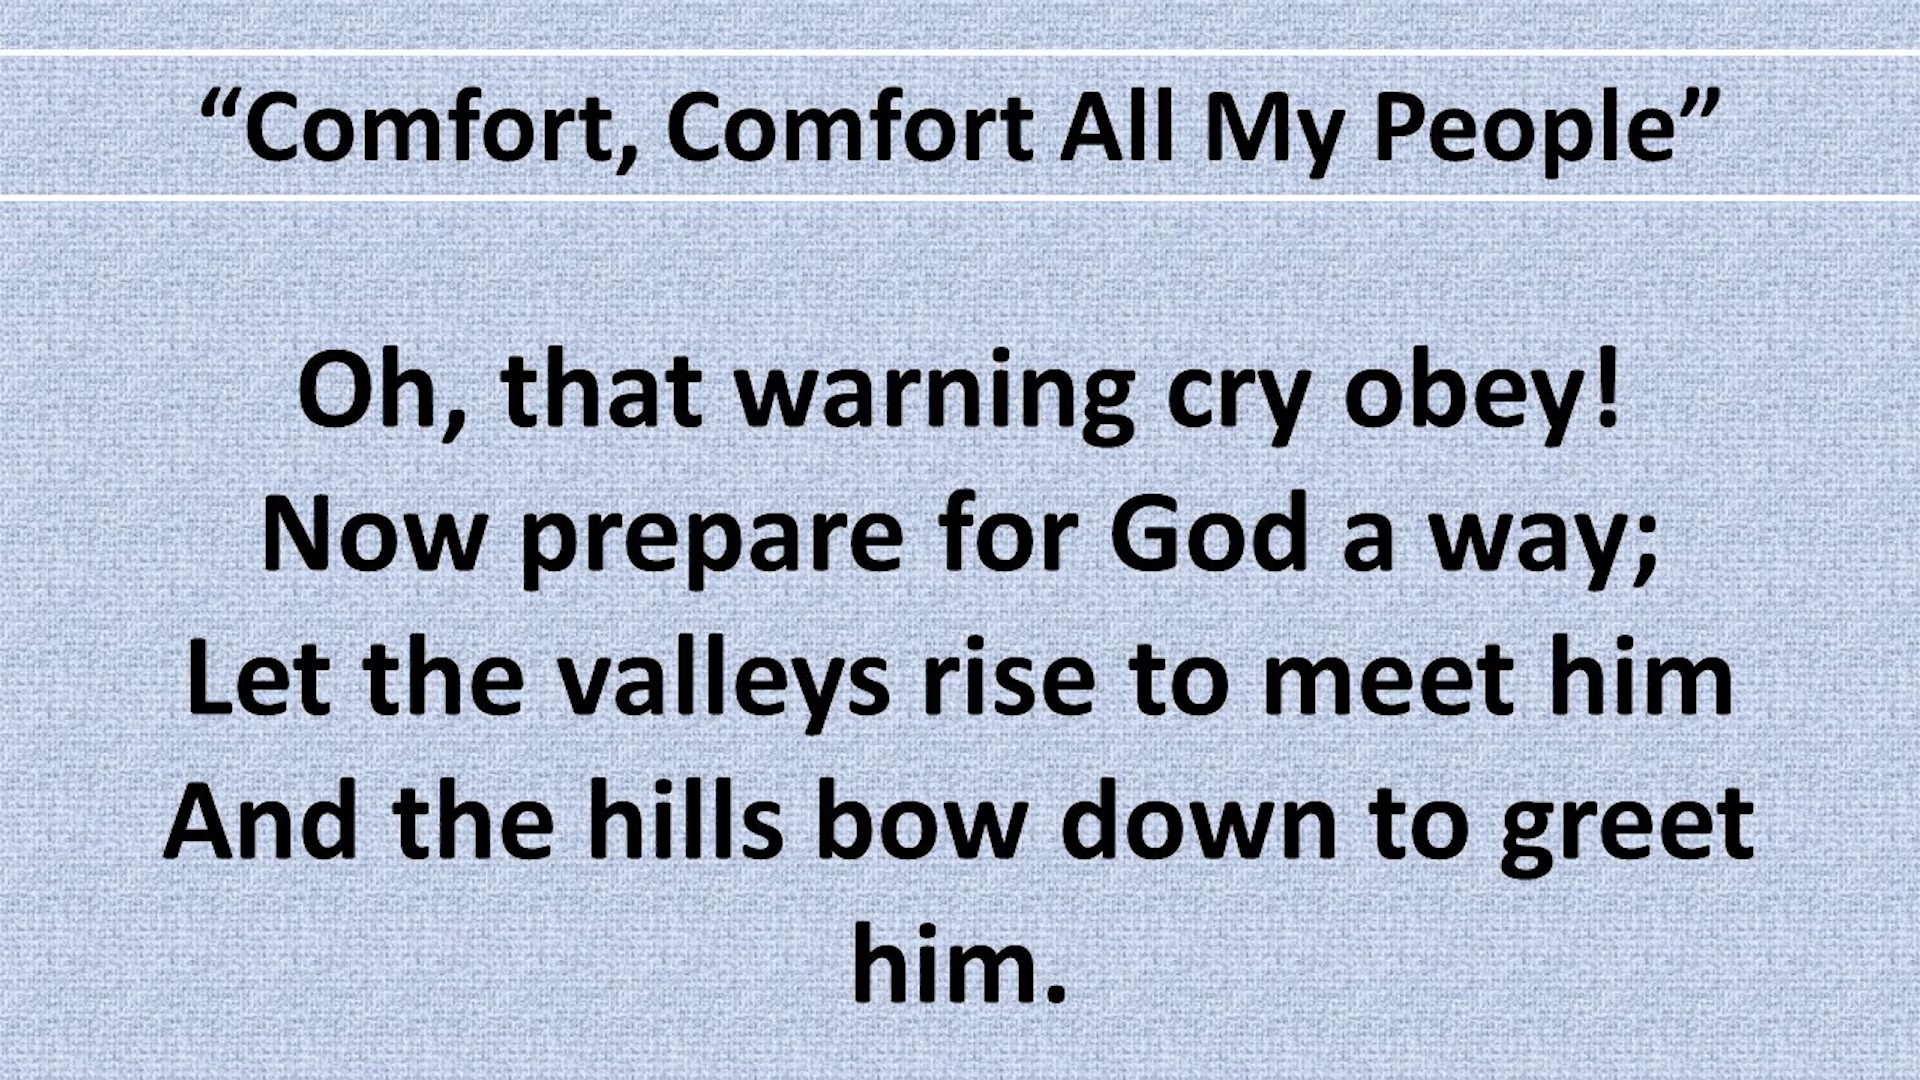 “Comfort, Comfort All My People”
Oh, that warning cry obey!
Now prepare for God a way;
Let the valleys rise to meet him
And the hills bow down to greet
him.